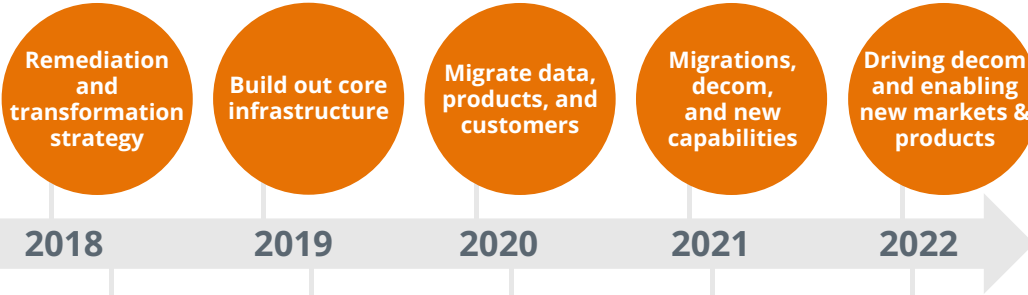 Remediation
and
transformation
strategy
Build out core
infrastructure
Migrate data,
products, and
customers
Migrations,
decom,
and new
capabilities
Driving decom
and enabling
new markets &
products
2018
2019
2020
2021
2022